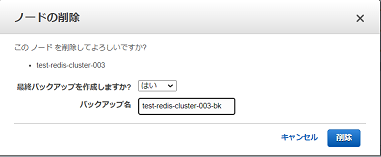 ノードの削除
この ノード を削除してよろしいですか?
test-redis-cluster-003
最終バックアップを作成しますか? はい
バックアップ名 test-redis-cluster-003-bk
キャンセル 削除